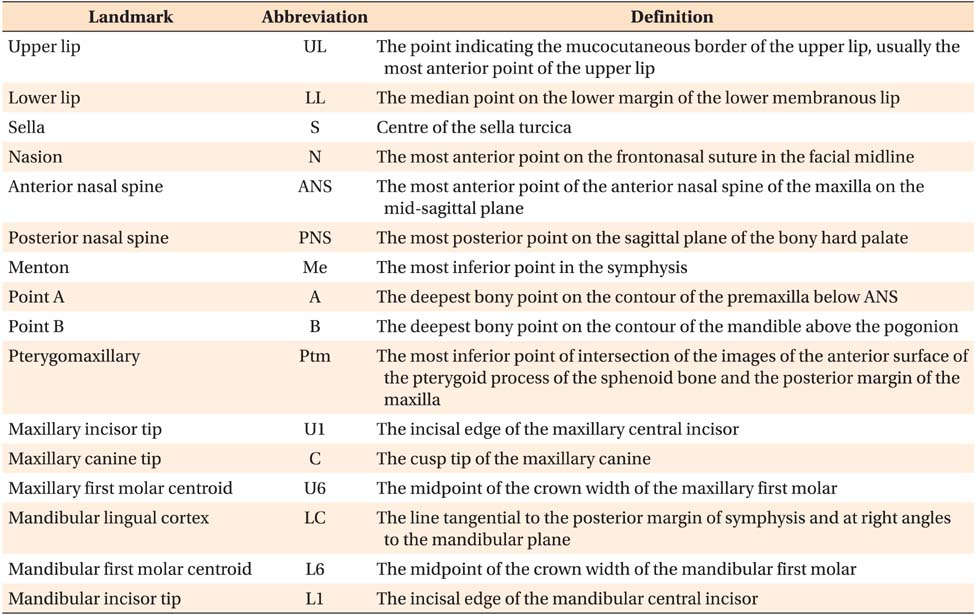 Landmark Abbreviation Definition
Upper lip UL The point indicating the mucocutaneous border of the upper lip, usually the
most anterior point of the upper lip
Lower lip LL The median point on the lower margin of the lower membranous lip
Sella S Centre of the sella turcica
Nasion N The most anterior point on the frontonasal suture in the facial midline
Anterior nasal spine ANS The most anterior point of the anterior nasal spine of the maxilla on the
mid-sagittal plane
Posterior nasal spine PNS The most posterior point on the sagittal plane of the bony hard palate
Menton Me The most inferior point in the symphysis
Point A A The deepest bony point on the contour of the premaxilla below ANS
Point B B The deepest bony point on the contour of the mandible above the pogonion
Pterygomaxillary Ptm The most inferior point of intersection of the images of the anterior surface of
the pterygoid process of the sphenoid bone and the posterior margin of the
maxilla
Maxillary incisor tip U1 The incisal edge of the maxillary central incisor
Maxillary canine tip C The cusp tip of the maxillary canine
Maxillary first molar centroid U6 The midpoint of the crown width of the maxillary first molar
Mandibular lingual cortex LC The line tangential to the posterior margin of symphysis and at right angles
to the mandibular plane
Mandibular first molar centroid L6 The midpoint of the crown width of the mandibular first molar
Mandibular incisor tip L1 The incisal edge of the mandibular central incisor